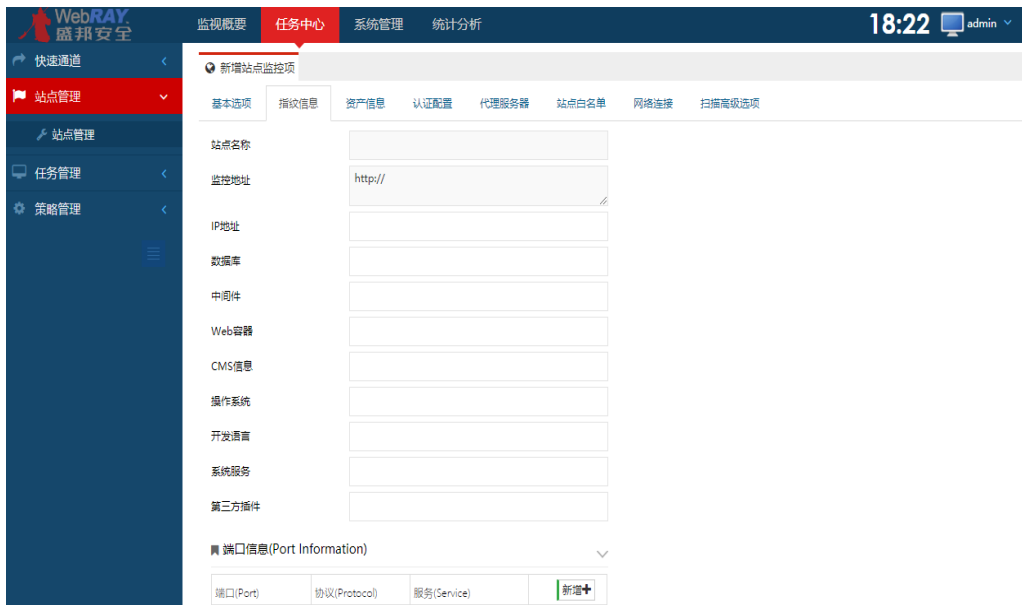 WebRAY
盛邦安全
监视概要 任务中心 系统管理 统计分析 18:22 admin
快速通道
站点管理
站点管理
任务管理
策略管理
新增站点监控项
基本选项 指纹信息 资产信息 认证配置 代理服务器 站点白名单 网络连接 扫描高级选项
站点名称
监控地址 http://
IP地址
数据库
中间件
Web容器
CMS信息
操作系统
开发语言
系统服务
第三方插件
端口信息(Port Information)
端口(Port) 协议(Protocol) 服务(Service) 新增